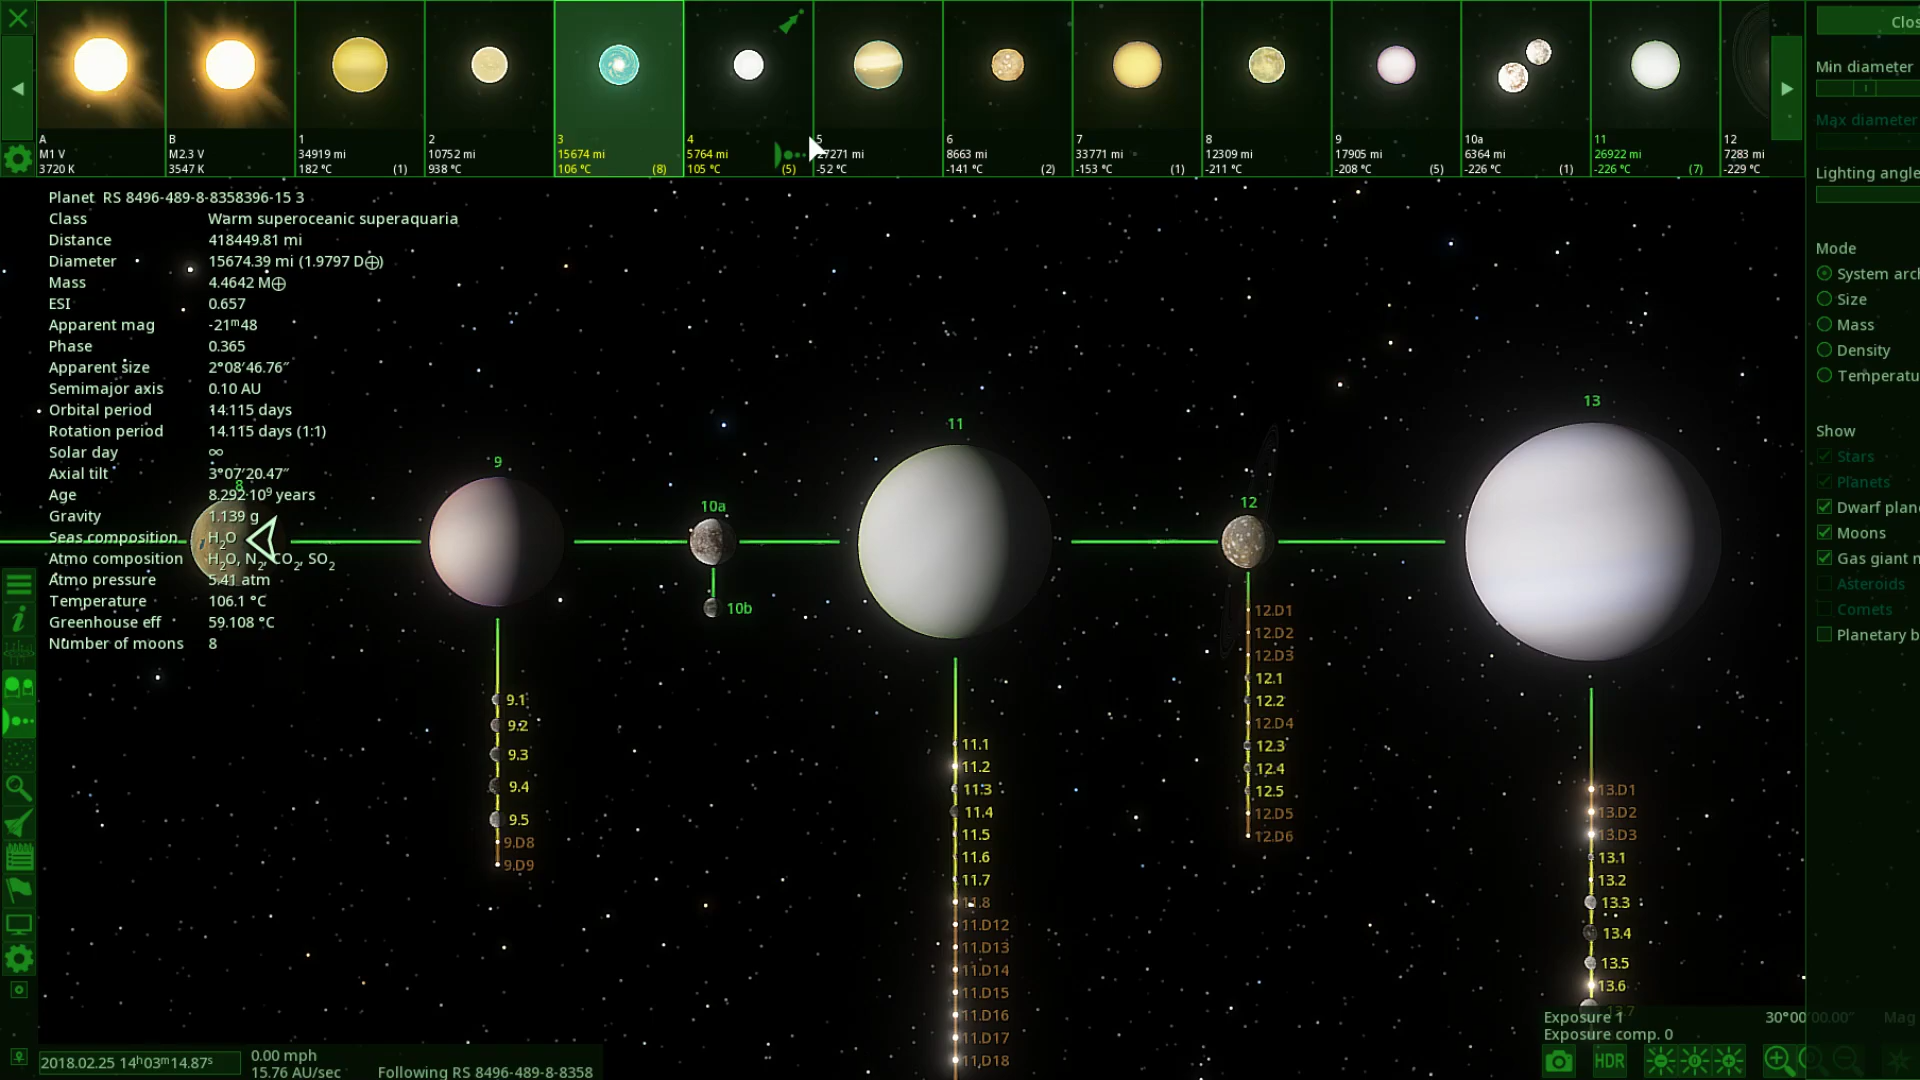 A
M1 V
3720 K
B
M2.3 V
3547 K
1
34919 mi
182 °C (1)
2
10752 mi
938 °C
3
15674 mi
106 °C (8)
4
5764 mi
105 °C (5)
5
27271 mi
-52 °C
6
8663 mi
-141 °C (2)
7
33771 mi
-153 °C (1)
8
12309 mi
-211 °C
9
17905 mi
-208 °C (5)
10a
6364 mi
-226 °C (1)
11
26922 mi
-226 °C (7)
12
7283 mi
-229 °C
Clos
Min diameter
Max diameter
Lighting angle
Mode
System arch
Size
Mass
Density
Temperatu
Show
Stars
Planets
Dwarf plan
Moons
Gas giant m
Asteroids
Comets
Planetary b
Planet RS 8496-489-8-8358396-15 3
Class Warm superoceanic superaquaria
Distance 418449.81 mi
Diameter 15674.39 mi (1.9797 D⊕)
Mass 4.4642 M⊕
ESI 0.657
Apparent mag -21ᵐ48
Phase 0.365
Apparent size 2°08′46.76″
Semimajor axis 0.10 AU
Orbital period 14.115 days
Rotation period 14.115 days (1:1)
Solar day ∞
Axial tilt 3°07′20.47″
Age 8.292·10⁹ years
Gravity 1.139 g
Seas composition H₂O
Atmo composition H₂O, N₂, CO₂, SO₂
Atmo pressure 5.41 atm
Temperature 106.1 °C
Greenhouse eff 59.108 °C
Number of moons 8
8
9
9.1
9.2
9.3
9.4
9.5
9.D8
9.D9
10a
10b
11
11.1
11.2
11.3
11.4
11.5
11.6
11.7
11.8
11.D12
11.D13
11.D14
11.D15
11.D16
11.D17
11.D18
12
12.D1
12.D2
12.D3
12.1
12.2
12.D4
12.3
12.4
12.5
12.D5
12.D6
13
13.D1
13.D2
13.D3
13.1
13.2
13.3
13.4
13.5
13.6
13.7
Exposure 1 30°00′00.00″ Mag
Exposure comp. 0
HDR
2018.02.25 14ʰ03ᵐ14.87ˢ
0.00 mph
15.76 AU/sec Following RS 8496-489-8-8358